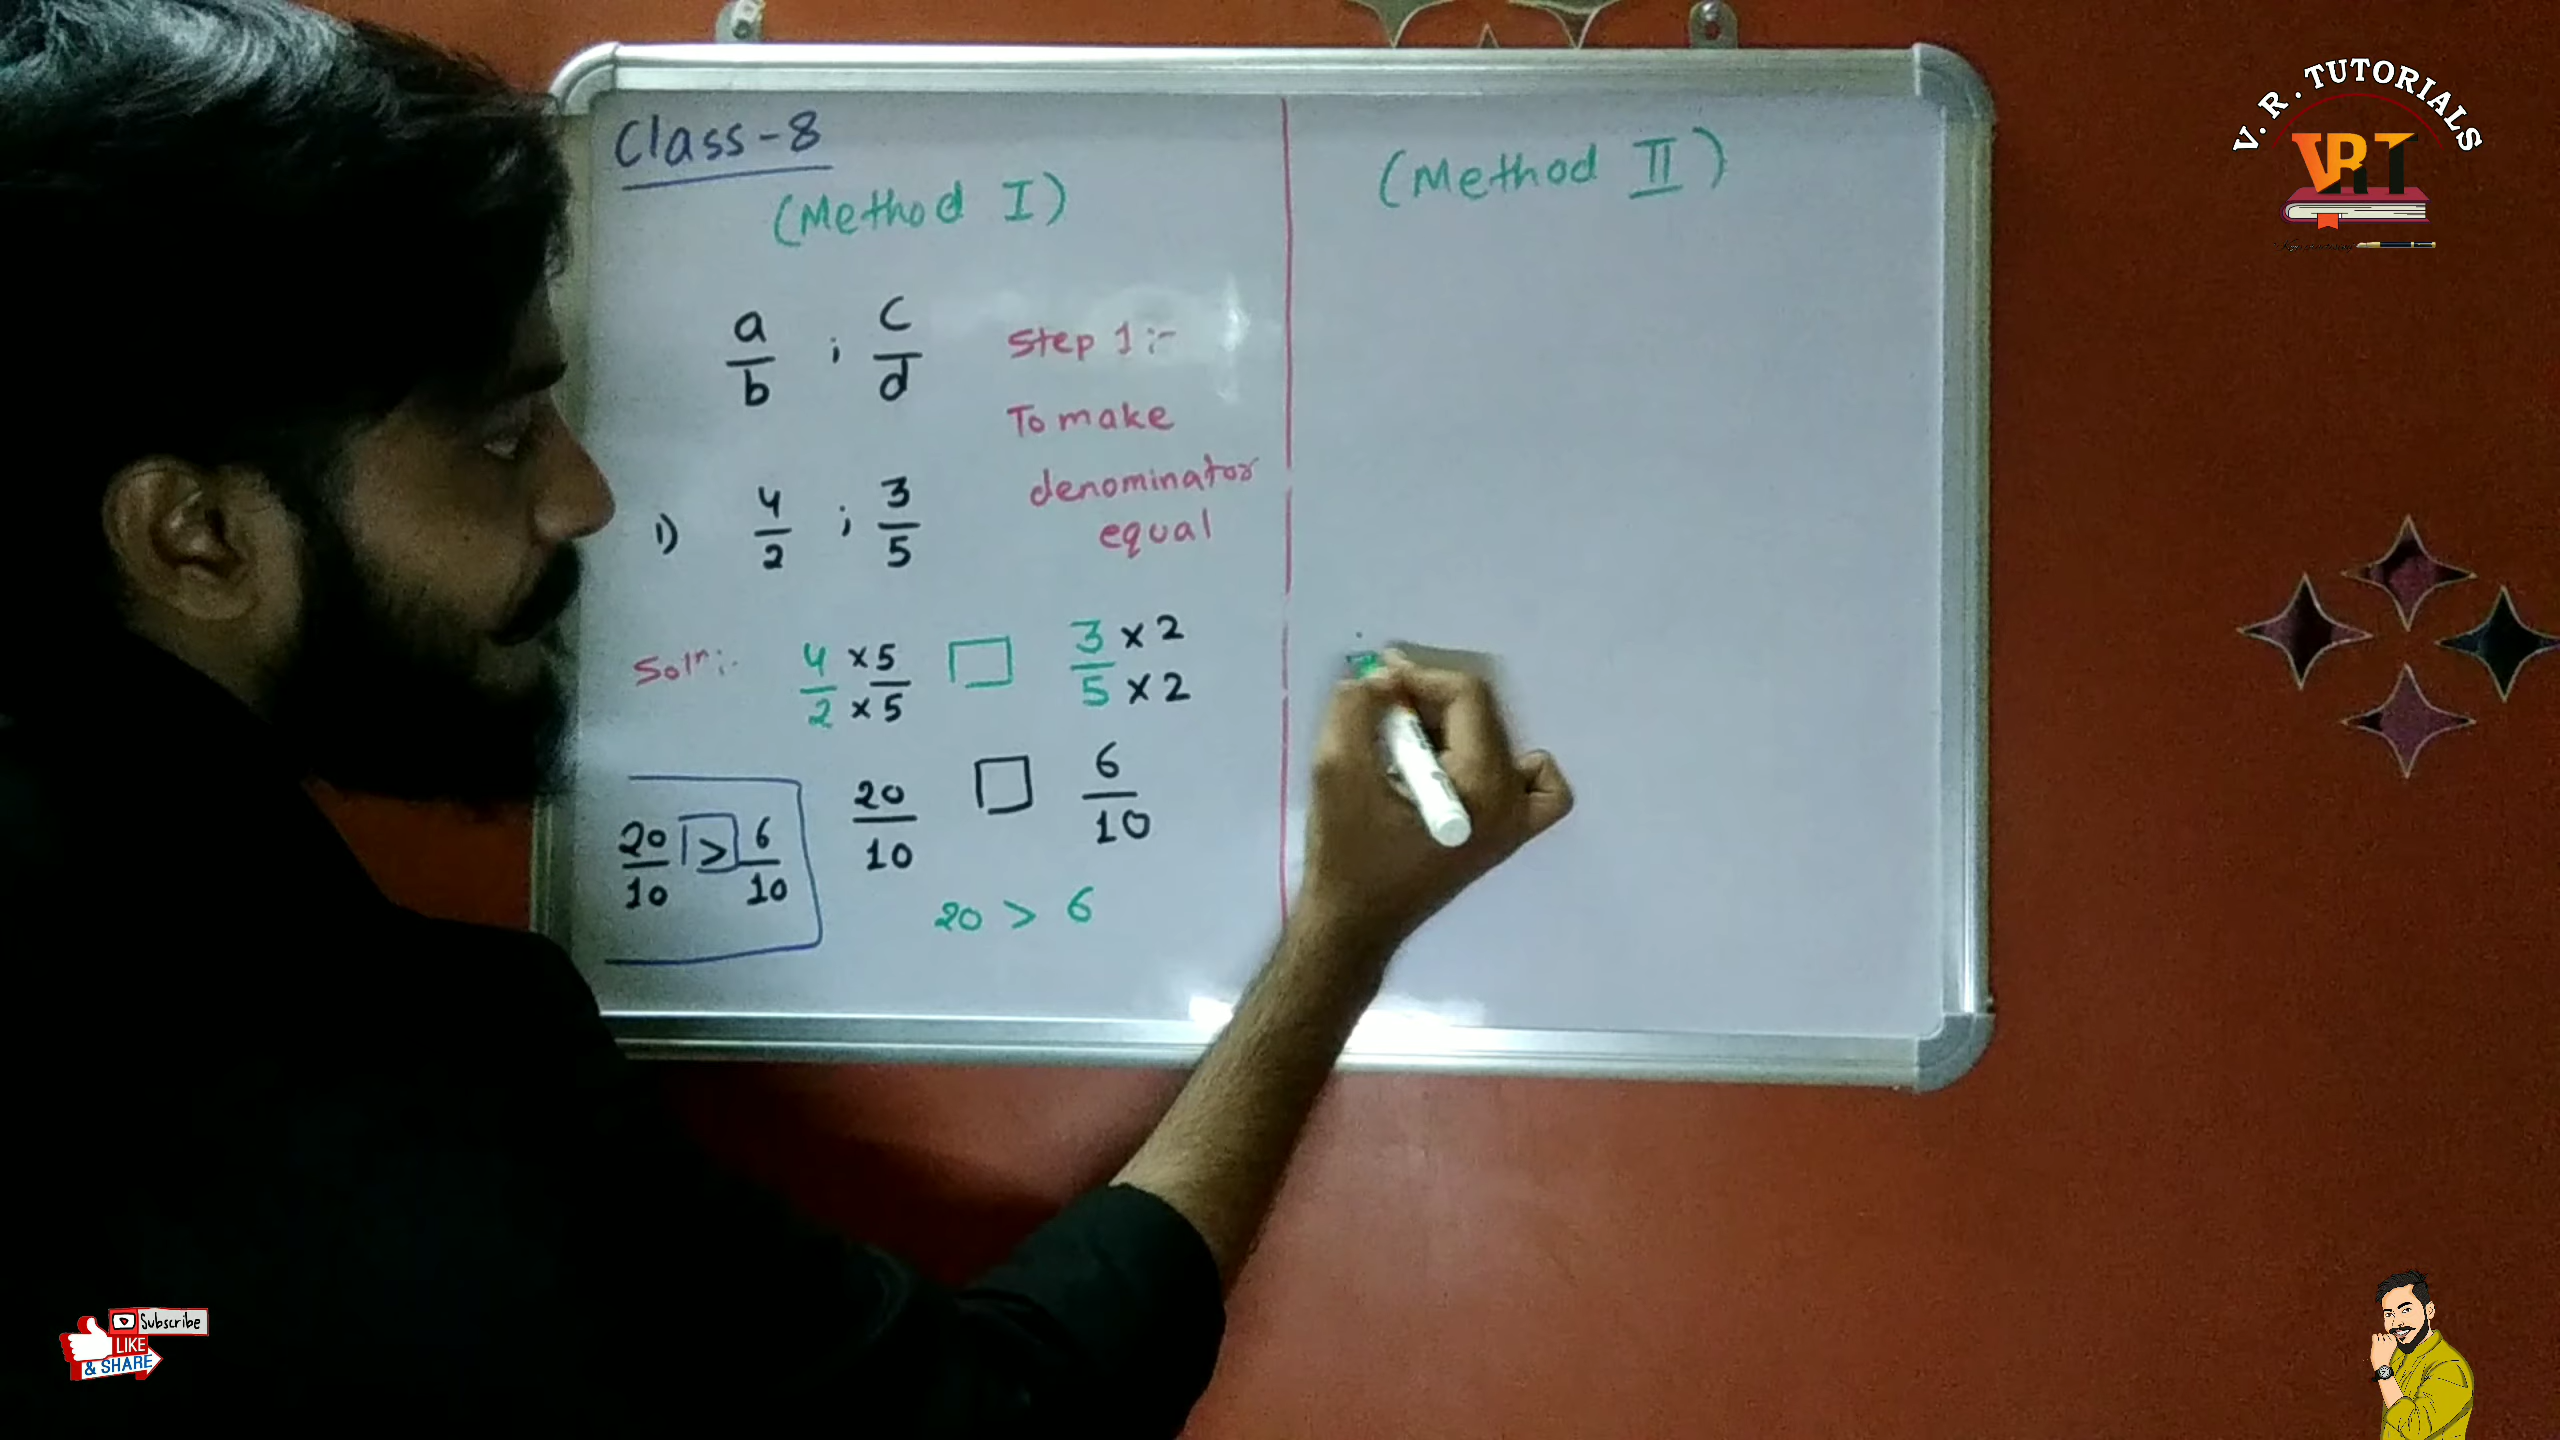 Class-8
(Method I)
a/b ; c/d
Step 1:-
To make
denominator
equal
1) 4/2 ; 3/5
Soln:- 4/2 ×5/×5 □ 3/5 ×2/×2
20/10 □ 6/10
20 > 6
20/10 > 6/10
(Method II)
V. R. TUTORIALS
VRT
Subscribe
LIKE
& SHARE